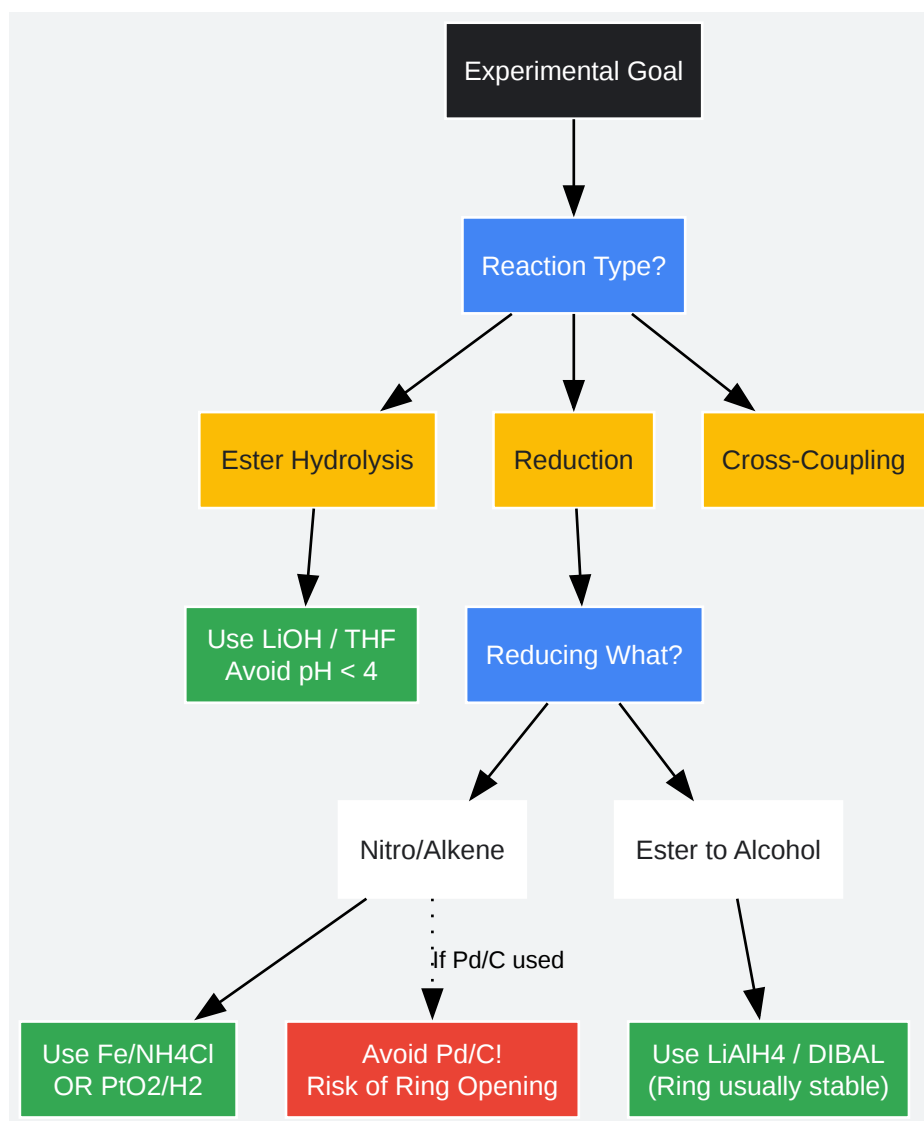 Experimental Goal
Reaction Type?
Ester Hydrolysis
Reduction
Cross-Coupling
Use LiOH / THF
Avoid pH < 4
Reducing What?
Nitro/Alkene
Ester to Alcohol
If Pd/C used
Use Fe/NH4Cl
OR PtO2/H2
Avoid Pd/C!
Risk of Ring Opening
Use LiAlH4 / DIBAL
(Ring usually stable)